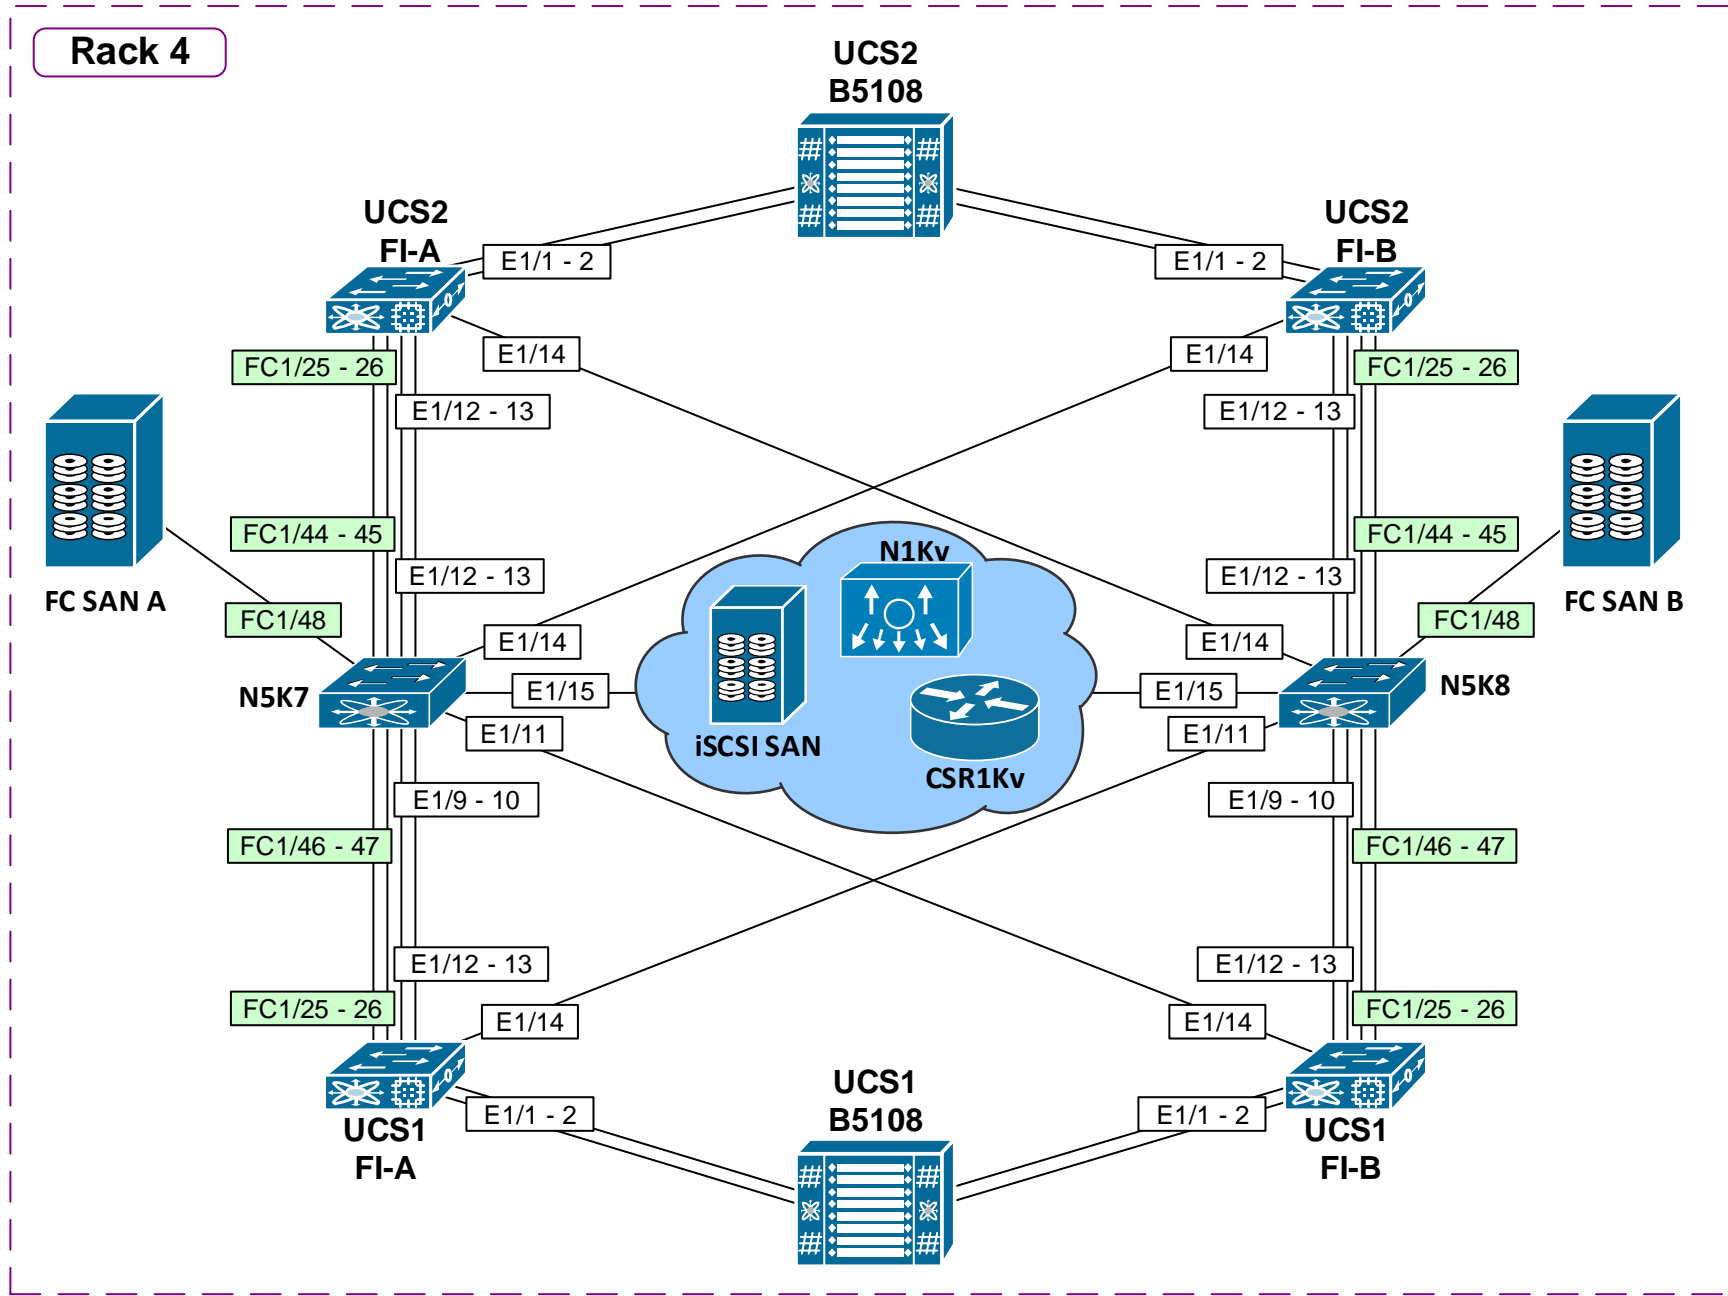 Rack 4
UCS2
B5108
UCS2
FI-A
UCS2
FI-B
E1/1 - 2
E1/1 - 2
E1/14
E1/14
FC1/25 - 26
FC1/25 - 26
E1/12 - 13
E1/12 - 13
FC1/44 - 45
FC1/44 - 45
N1Kv
E1/12 - 13
E1/12 - 13
FC SAN A
FC SAN B
FC1/48
FC1/48
E1/14
E1/14
N5K7
E1/15
E1/15
N5K8
E1/11
E1/11
iSCSI SAN
CSR1Kv
E1/9 - 10
E1/9 - 10
FC1/46 - 47
FC1/46 - 47
E1/12 - 13
E1/12 - 13
FC1/25 - 26
FC1/25 - 26
E1/14
E1/14
UCS1
B5108
E1/1 - 2
E1/1 - 2
UCS1
FI-A
UCS1
FI-B